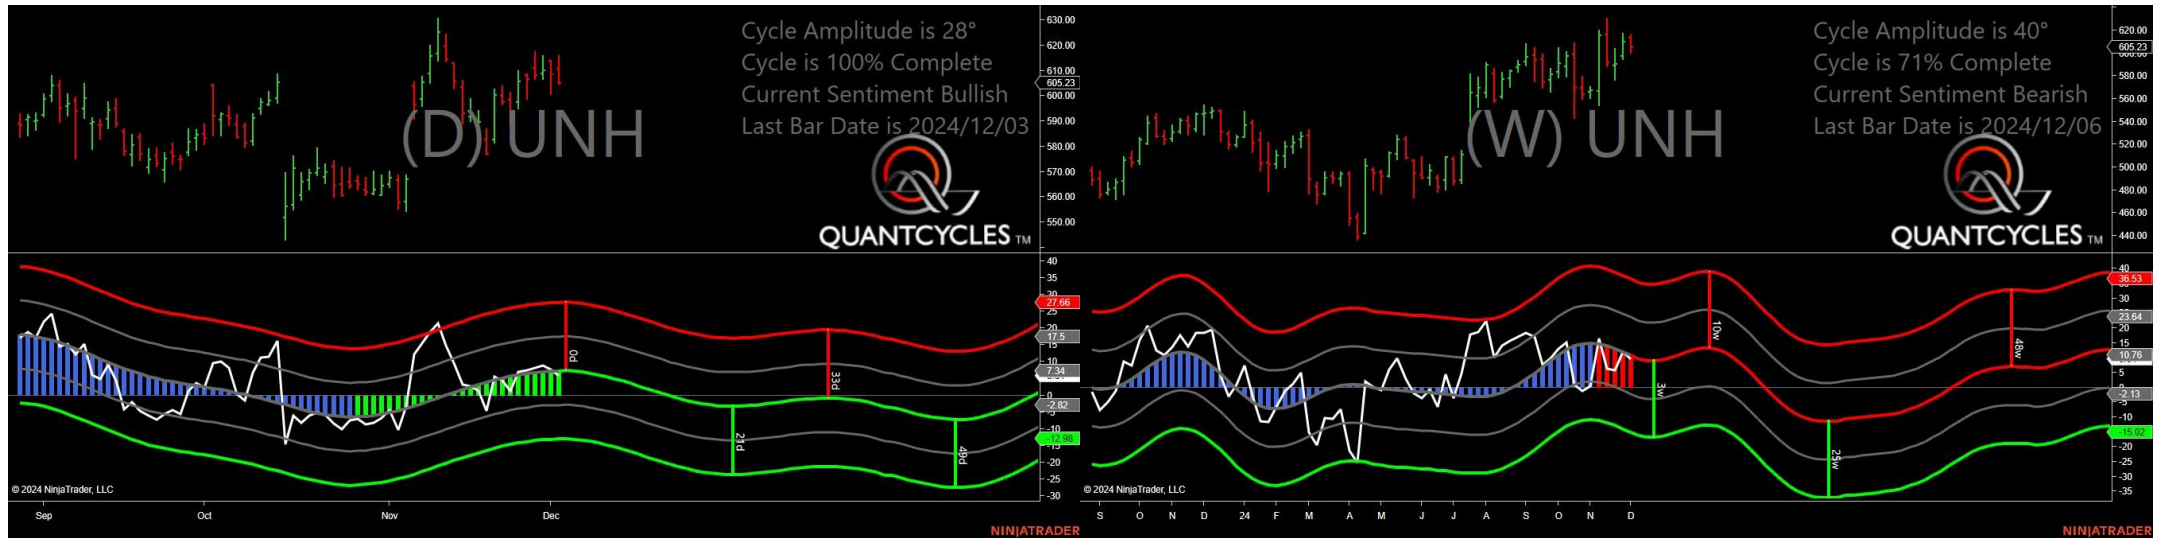 Cycle Amplitude is 28°
Cycle is 100% Complete
Current Sentiment Bullish
Last Bar Date is 2024/12/03
(D) UNH
QUANTCYCLES TM
630.00
620.00
610.00
605.23
600.00
590.00
580.00
570.00
560.00
550.00
40
35
30
27.66
25
20
17.5
15
10
7.34
0
-2.82
-5
-10
-12.98
-20
-25
-30
0d
21d
33d
49d
© 2024 NinjaTrader, LLC
Sep Oct Nov Dec
NINJATRADER
Cycle Amplitude is 40°
Cycle is 71% Complete
Current Sentiment Bearish
Last Bar Date is 2024/12/06
(W) UNH
QUANTCYCLES TM
620.00
605.23
580.00
560.00
540.00
520.00
500.00
480.00
460.00
440.00
40
36.53
30
23.64
20
15
10.76
5
-2.13
-5
-10
-15.02
-20
-25
-30
-35
3w
10w
25w
48w
© 2024 NinjaTrader, LLC
S O N D 24 F M A M J J A S O N D
NINJATRADER